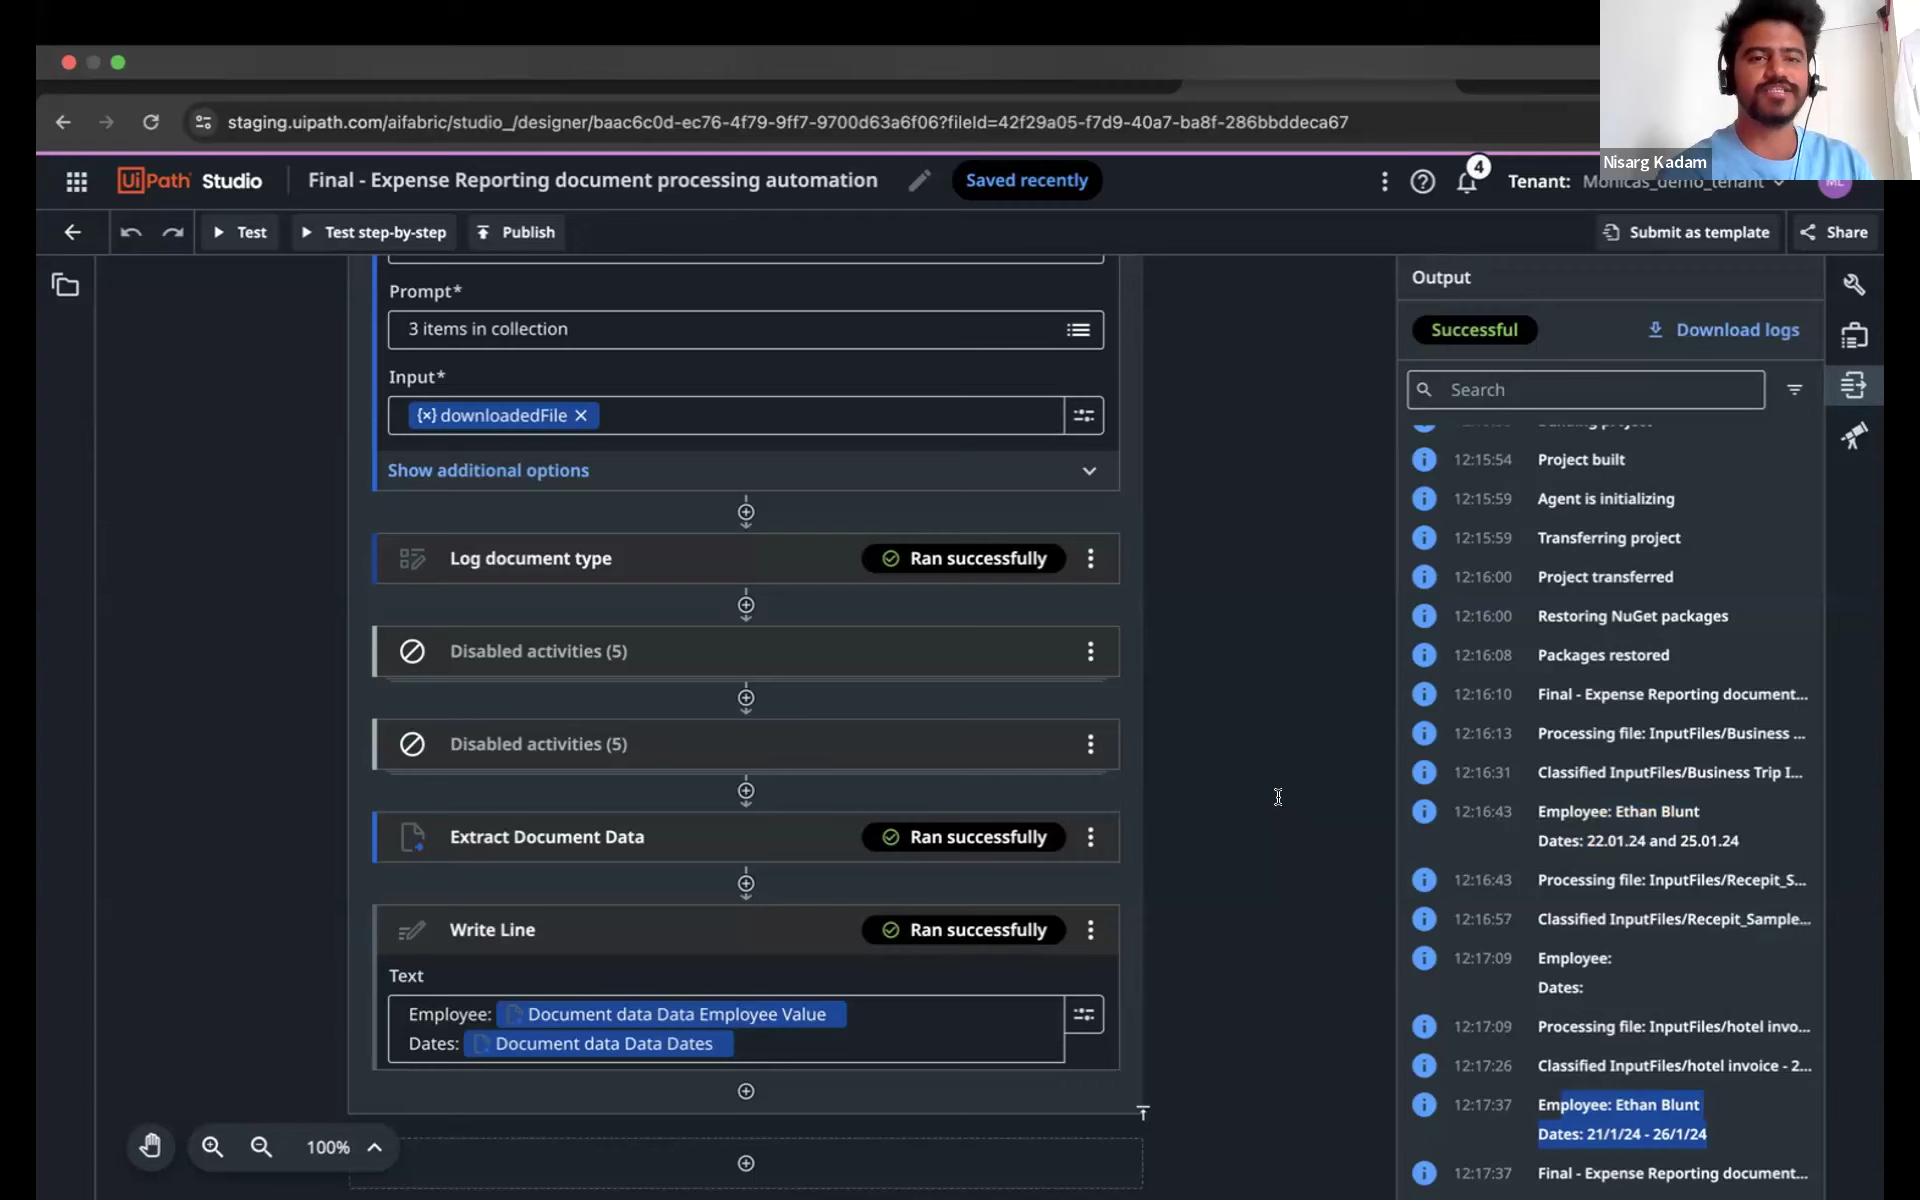 Nisarg Kadam
staging.uipath.com/aifabric/studio_/designer/baac6c0d-ec76-4f79-9ff7-9700d63a6f06?fileId=42f29a05-f7d9-40a7-ba8f-286bbddeca67
UiPath Studio
Final - Expense Reporting document processing automation
Saved recently
4
Tenant: Monicas_demo_tenant
ML
Test
Test step-by-step
Publish
Submit as template
Share
Prompt*
3 items in collection
Input*
{x} downloadedFile
Show additional options
Log document type
Ran successfully
Disabled activities (5)
Disabled activities (5)
Extract Document Data
Ran successfully
Write Line
Ran successfully
Text
Employee: Document data Data Employee Value
Dates: Document data Data Dates
100%
Output
Successful
Download logs
Search
12:15:54 Project built
12:15:59 Agent is initializing
12:15:59 Transferring project
12:16:00 Project transferred
12:16:00 Restoring NuGet packages
12:16:08 Packages restored
12:16:10 Final - Expense Reporting document...
12:16:13 Processing file: InputFiles/Business ...
12:16:31 Classified InputFiles/Business Trip I...
12:16:43 Employee: Ethan Blunt
Dates: 22.01.24 and 25.01.24
12:16:43 Processing file: InputFiles/Recepit_S...
12:16:57 Classified InputFiles/Recepit_Sample...
12:17:09 Employee:
Dates:
12:17:09 Processing file: InputFiles/hotel invo...
12:17:26 Classified InputFiles/hotel invoice - 2...
12:17:37 Employee: Ethan Blunt
Dates: 21/1/24 - 26/1/24
12:17:37 Final - Expense Reporting document...